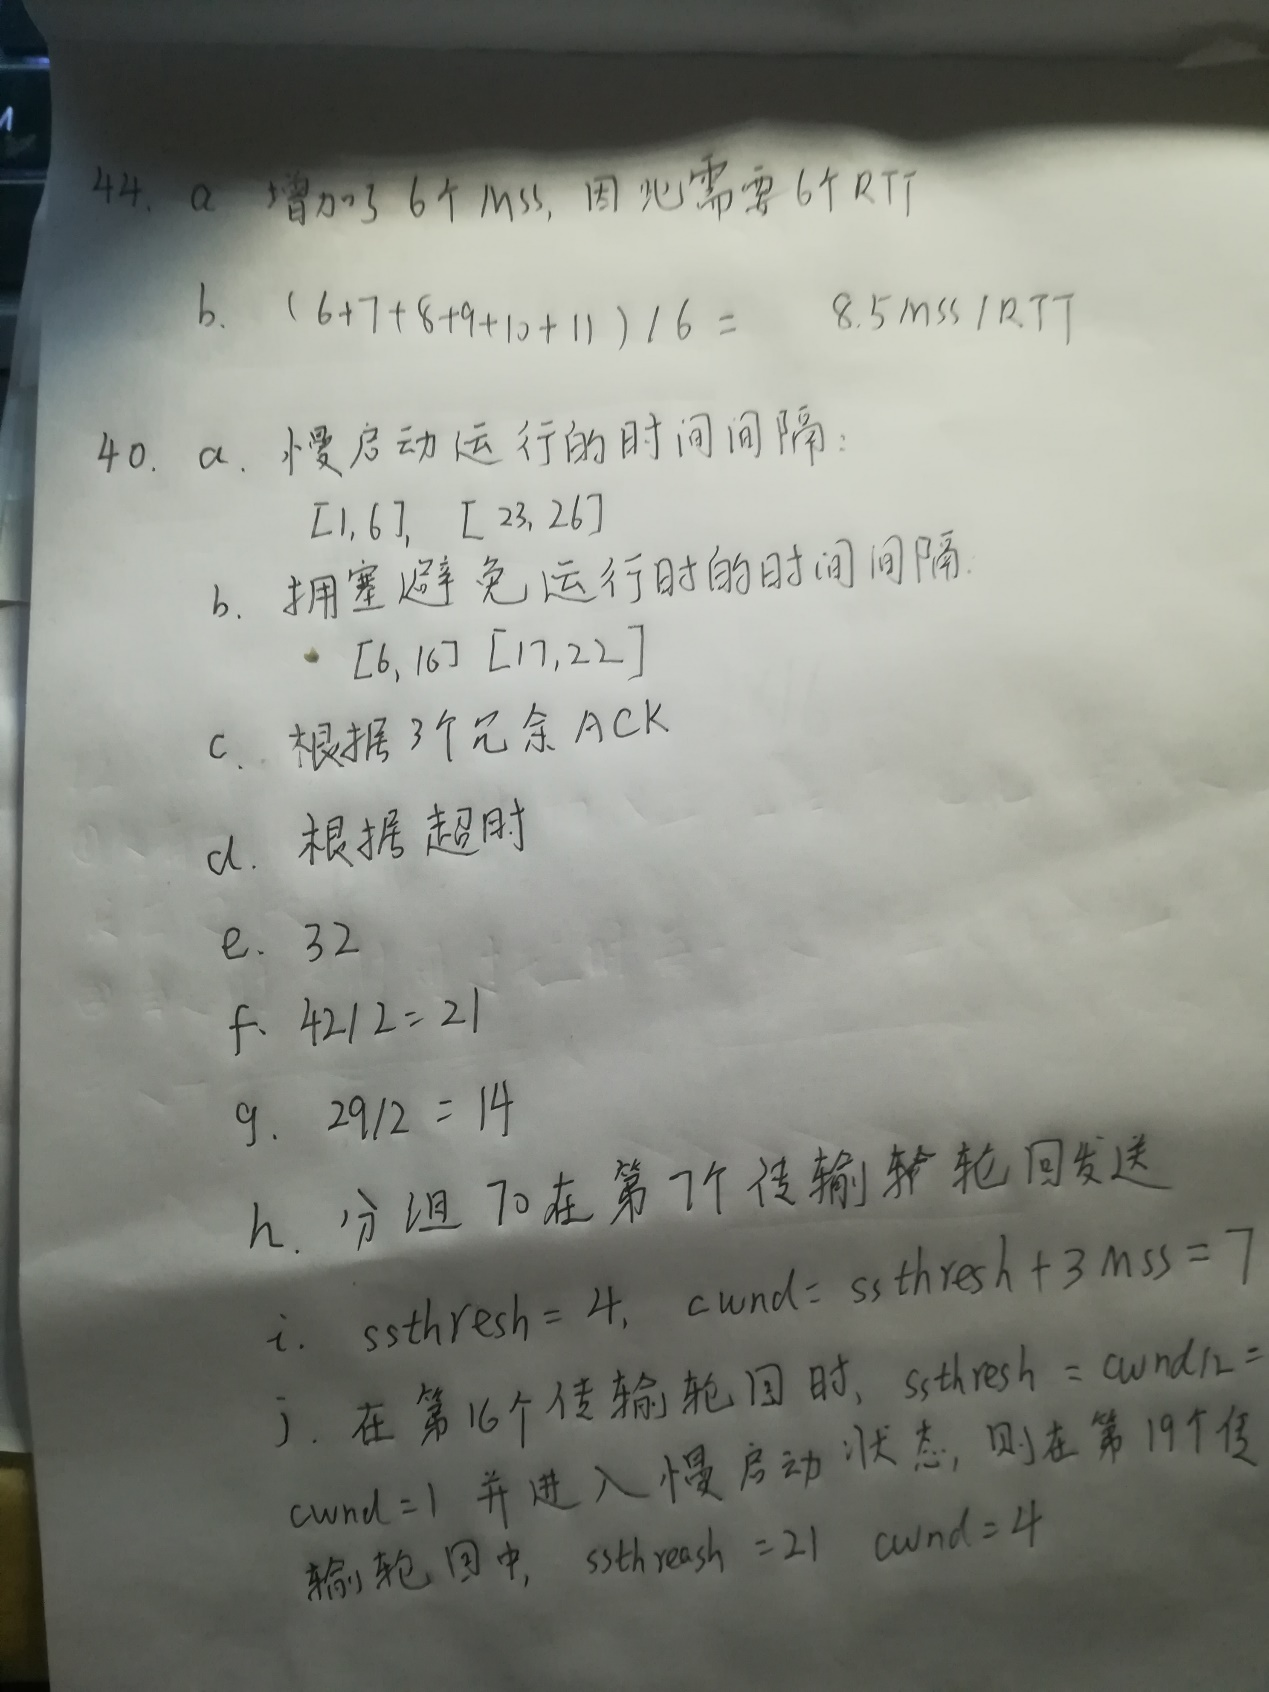 44. a 增加了6个MSS, 因此需要6个RTT
b. (6+7+8+9+10+11)/6= 8.5MSS/RTT
40. a. 慢启动运行的时间间隔:
[1,6], [23,26]
b. 拥塞避免运行时的时间间隔.
[6,16] [17,22]
c. 根据3个冗余ACK
d. 根据超时
e. 32
f. 42/2=21
g. 29/2=14
h. 分组70在第7个传输轮回发送
i. ssthresh=4, cwnd=ssthresh+3MSS=7
j. 在第16个传输轮回时, ssthresh=cwnd/2=
cwnd=1并进入慢启动状态, 则在第19个传
输轮回中, ssthreash=21 cwnd=4